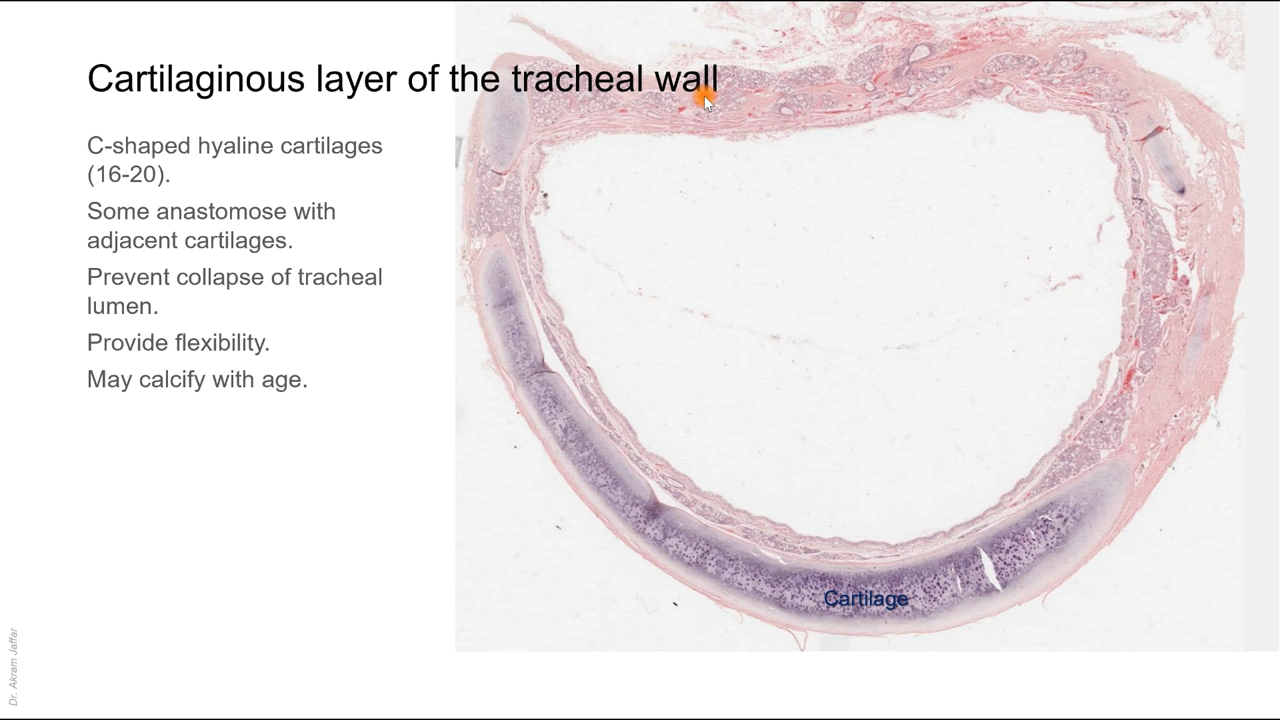 Cartilaginous layer of the tracheal wall
C-shaped hyaline cartilages
(16-20).
Some anastomose with
adjacent cartilages.
Prevent collapse of tracheal
lumen.
Provide flexibility.
May calcify with age.
Cartilage
Dr. Akram Jaffar